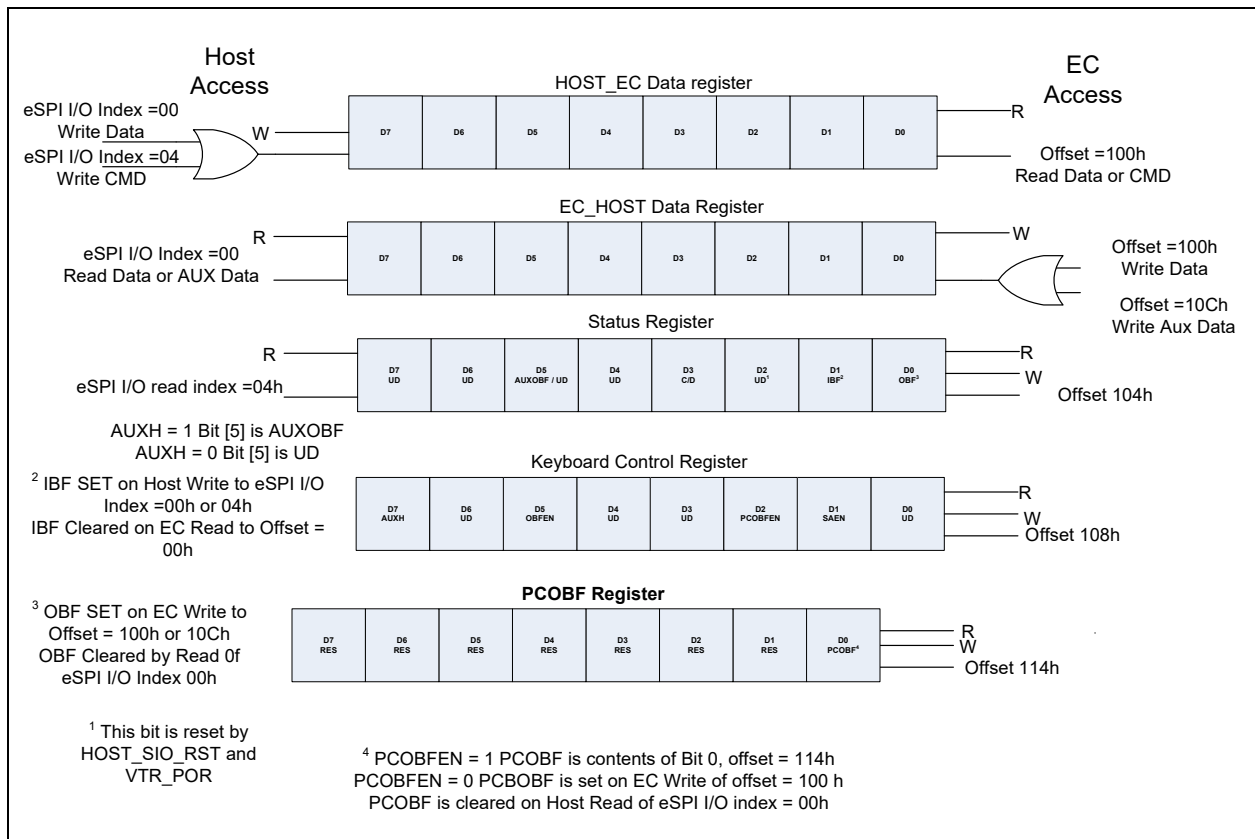 Host
Access
EC
Access
HOST_EC Data register
eSPI I/O Index =00
Write Data
eSPI I/O Index =04
Write CMD
W
D7 D6 D5 D4 D3 D2 D1 D0
R
Offset =100h
Read Data or CMD
EC_HOST Data Register
R
eSPI I/O Index =00
Read Data or AUX Data
D7 D6 D5 D4 D3 D2 D1 D0
W
Offset =100h
Write Data
Offset =10Ch
Write Aux Data
Status Register
R
eSPI I/O read index =04h
D7 D6 D5 D4 D3 D2 D1 D0
UD UD AUXOBF / UD UD C/D UD¹ IBF² OBF³
R
W
Offset 104h
AUXH = 1 Bit [5] is AUXOBF
AUXH = 0 Bit [5] is UD
Keyboard Control Register
² IBF SET on Host Write to eSPI I/O
Index =00h or 04h
IBF Cleared on EC Read to Offset =
00h
D7 D6 D5 D4 D3 D2 D1 D0
AUXH UD OBFEN UD UD PCOBFEN SAEN UD
R
W
Offset 108h
PCOBF Register
³ OBF SET on EC Write to
Offset = 100h or 10Ch
OBF Cleared by Read 0f
eSPI I/O Index 00h
D7 D6 D5 D4 D3 D2 D1 D0
RES RES RES RES RES RES RES PCOBF⁴
R
W
Offset 114h
¹ This bit is reset by
HOST_SIO_RST and
VTR_POR
⁴ PCOBFEN = 1 PCOBF is contents of Bit 0, offset = 114h
PCOBFEN = 0 PCBOBF is set on EC Write of offset = 100 h
PCOBF is cleared on Host Read of eSPI I/O index = 00h